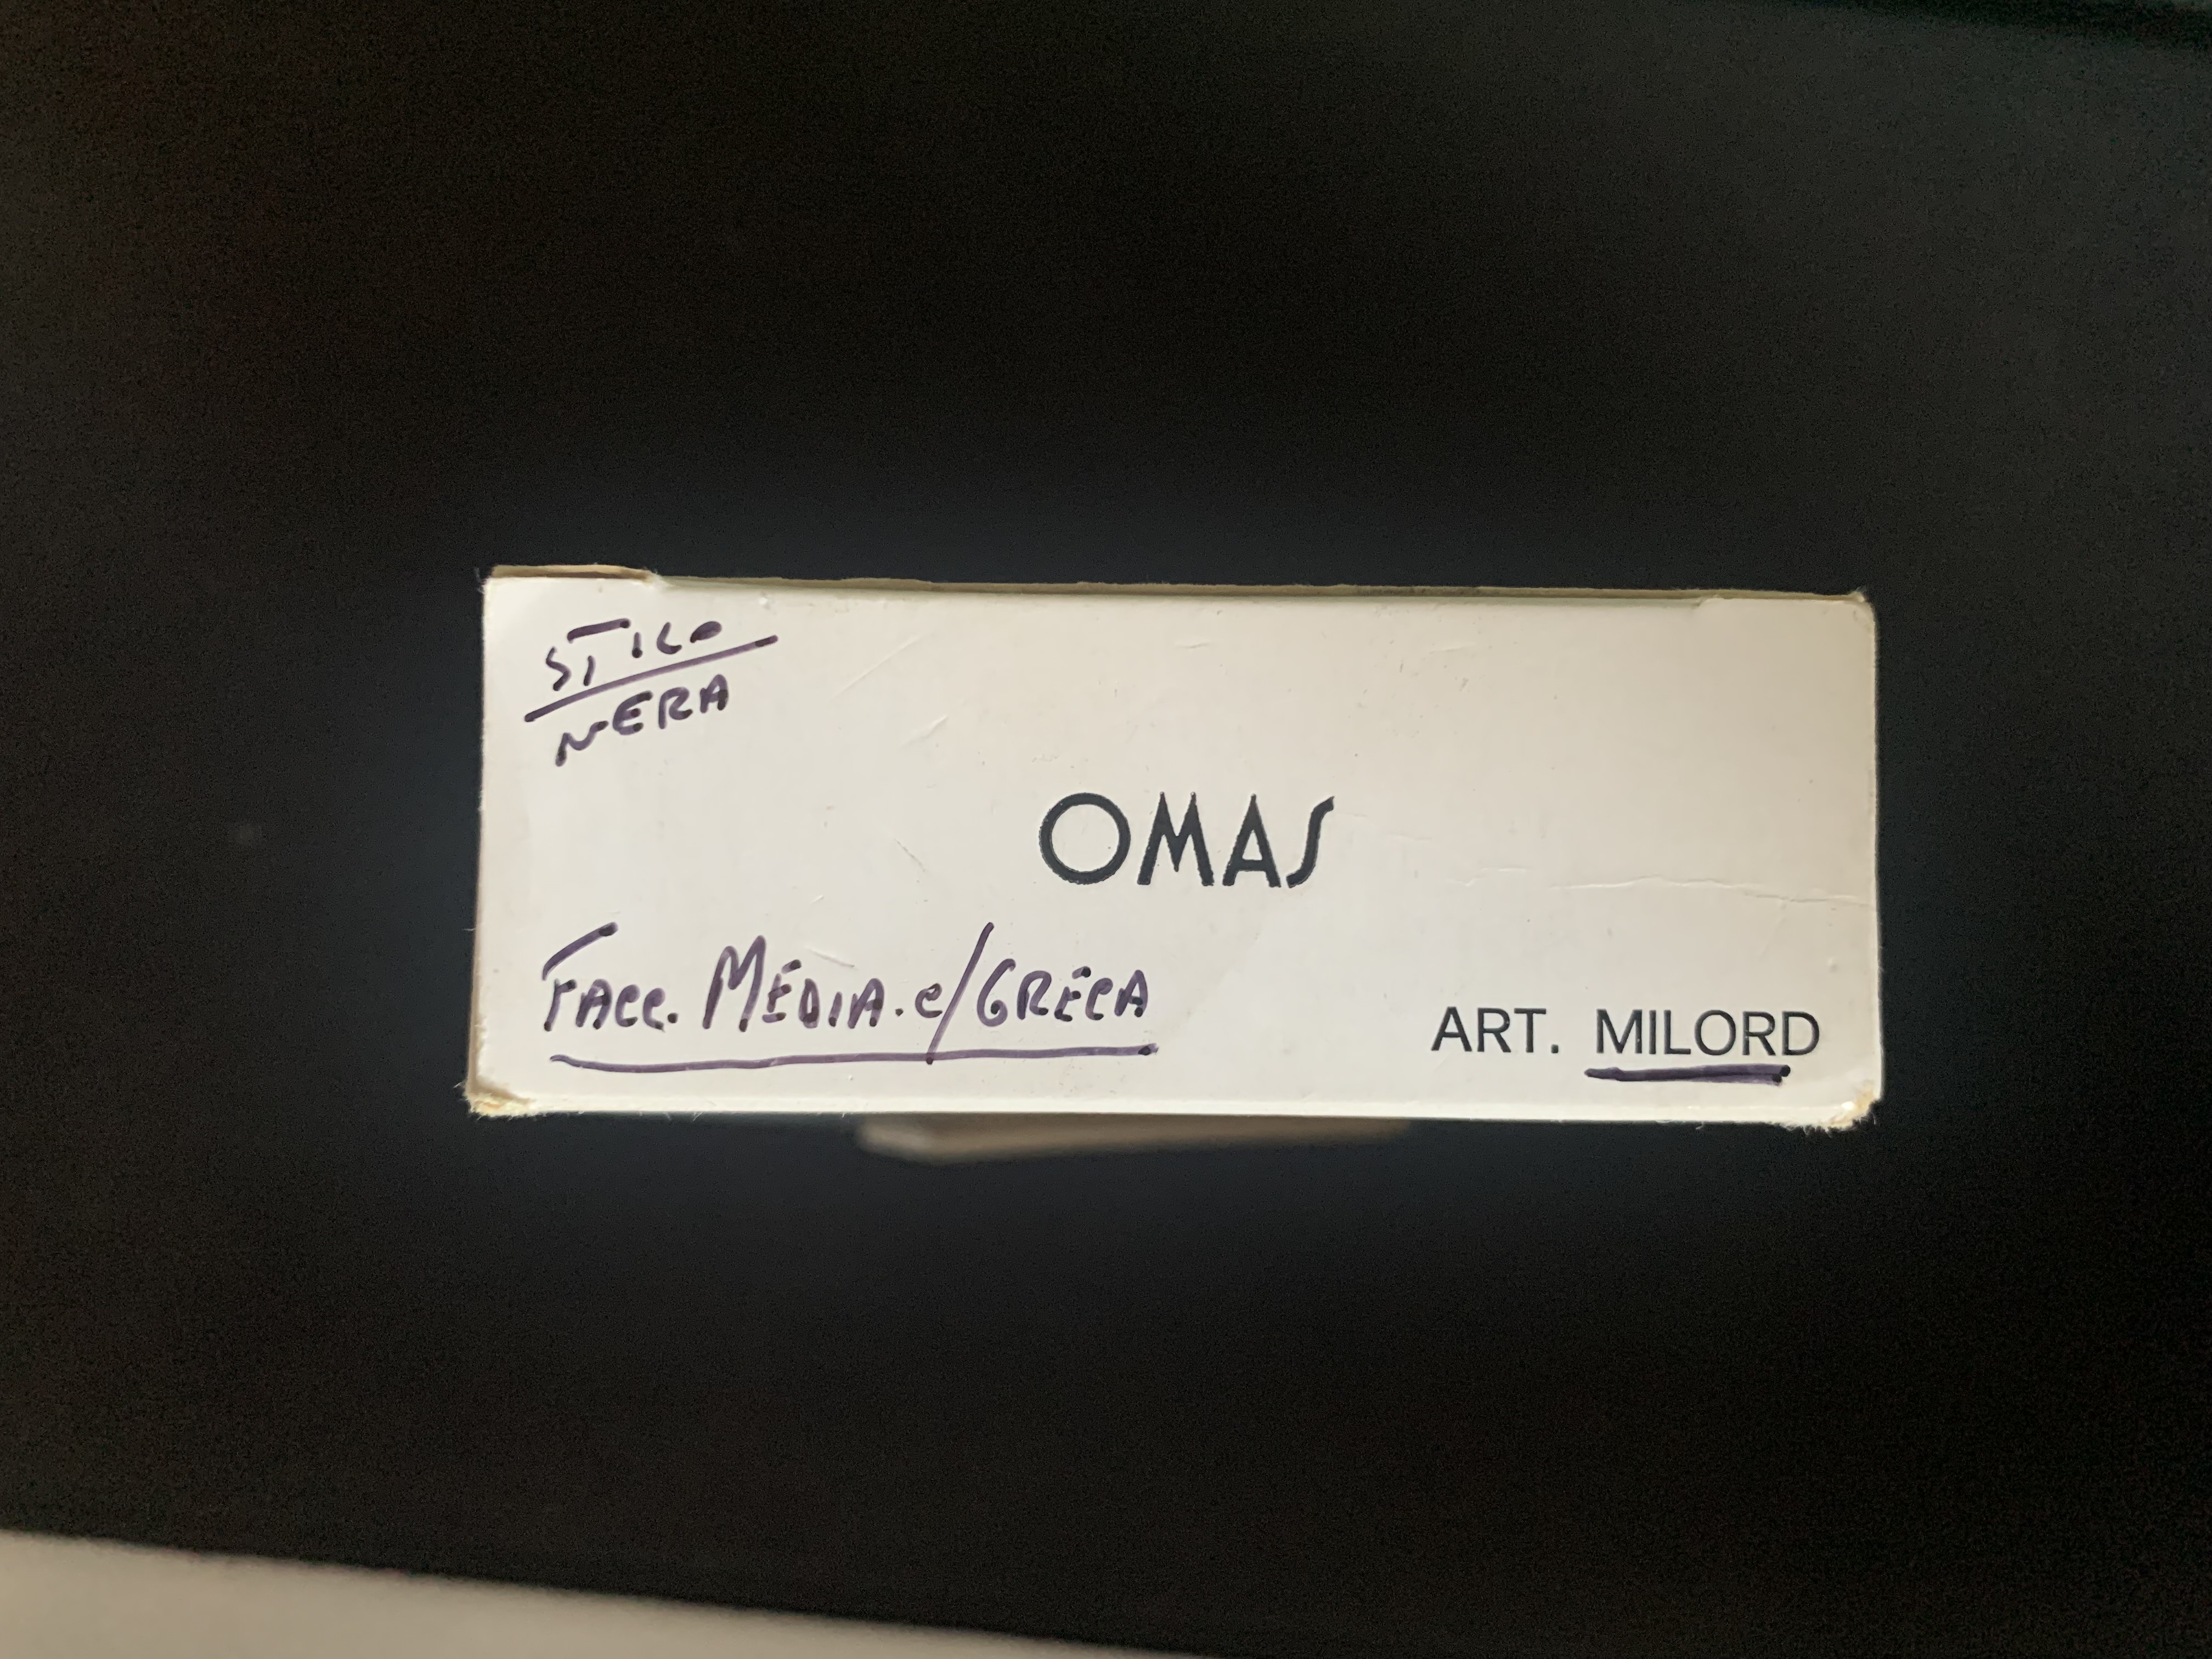 STILO
NERA
OMAS
FACC. MEDIA. c/GRECA
ART. MILORD